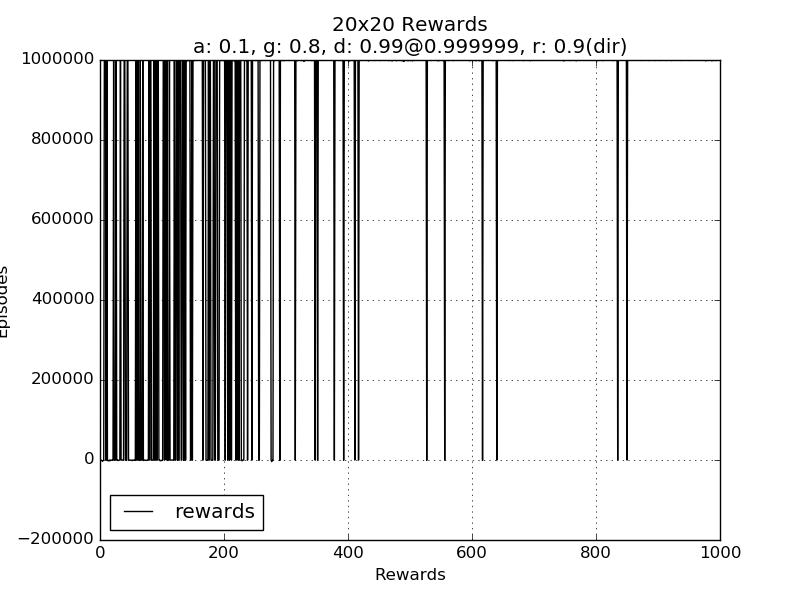 20x20 Rewards
a: 0.1, g: 0.8, d: 0.99@0.999999, r: 0.9(dir)
1000000
800000
600000
400000
200000
0
−200000
Episodes
rewards
0 200 400 600 800 1000
Rewards